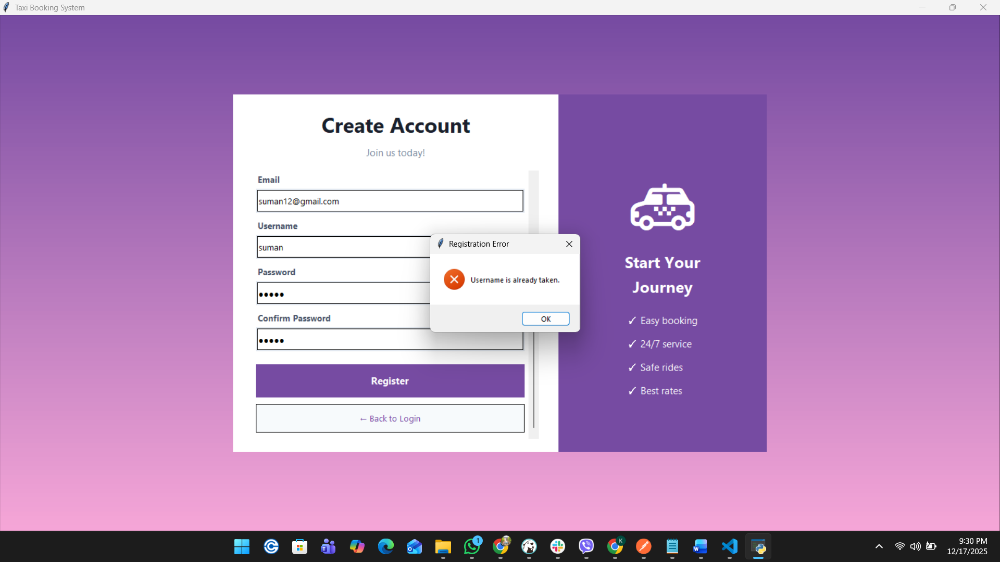 Taxi Booking System
Create Account
Join us today!
Email
suman12@gmail.com
Username
suman
Password
•••••
Confirm Password
•••••
Register
← Back to Login
Registration Error
Username is already taken.
OK
Start Your
Journey
✓ Easy booking
✓ 24/7 service
✓ Safe rides
✓ Best rates
1
K
9:30 PM
12/17/2025